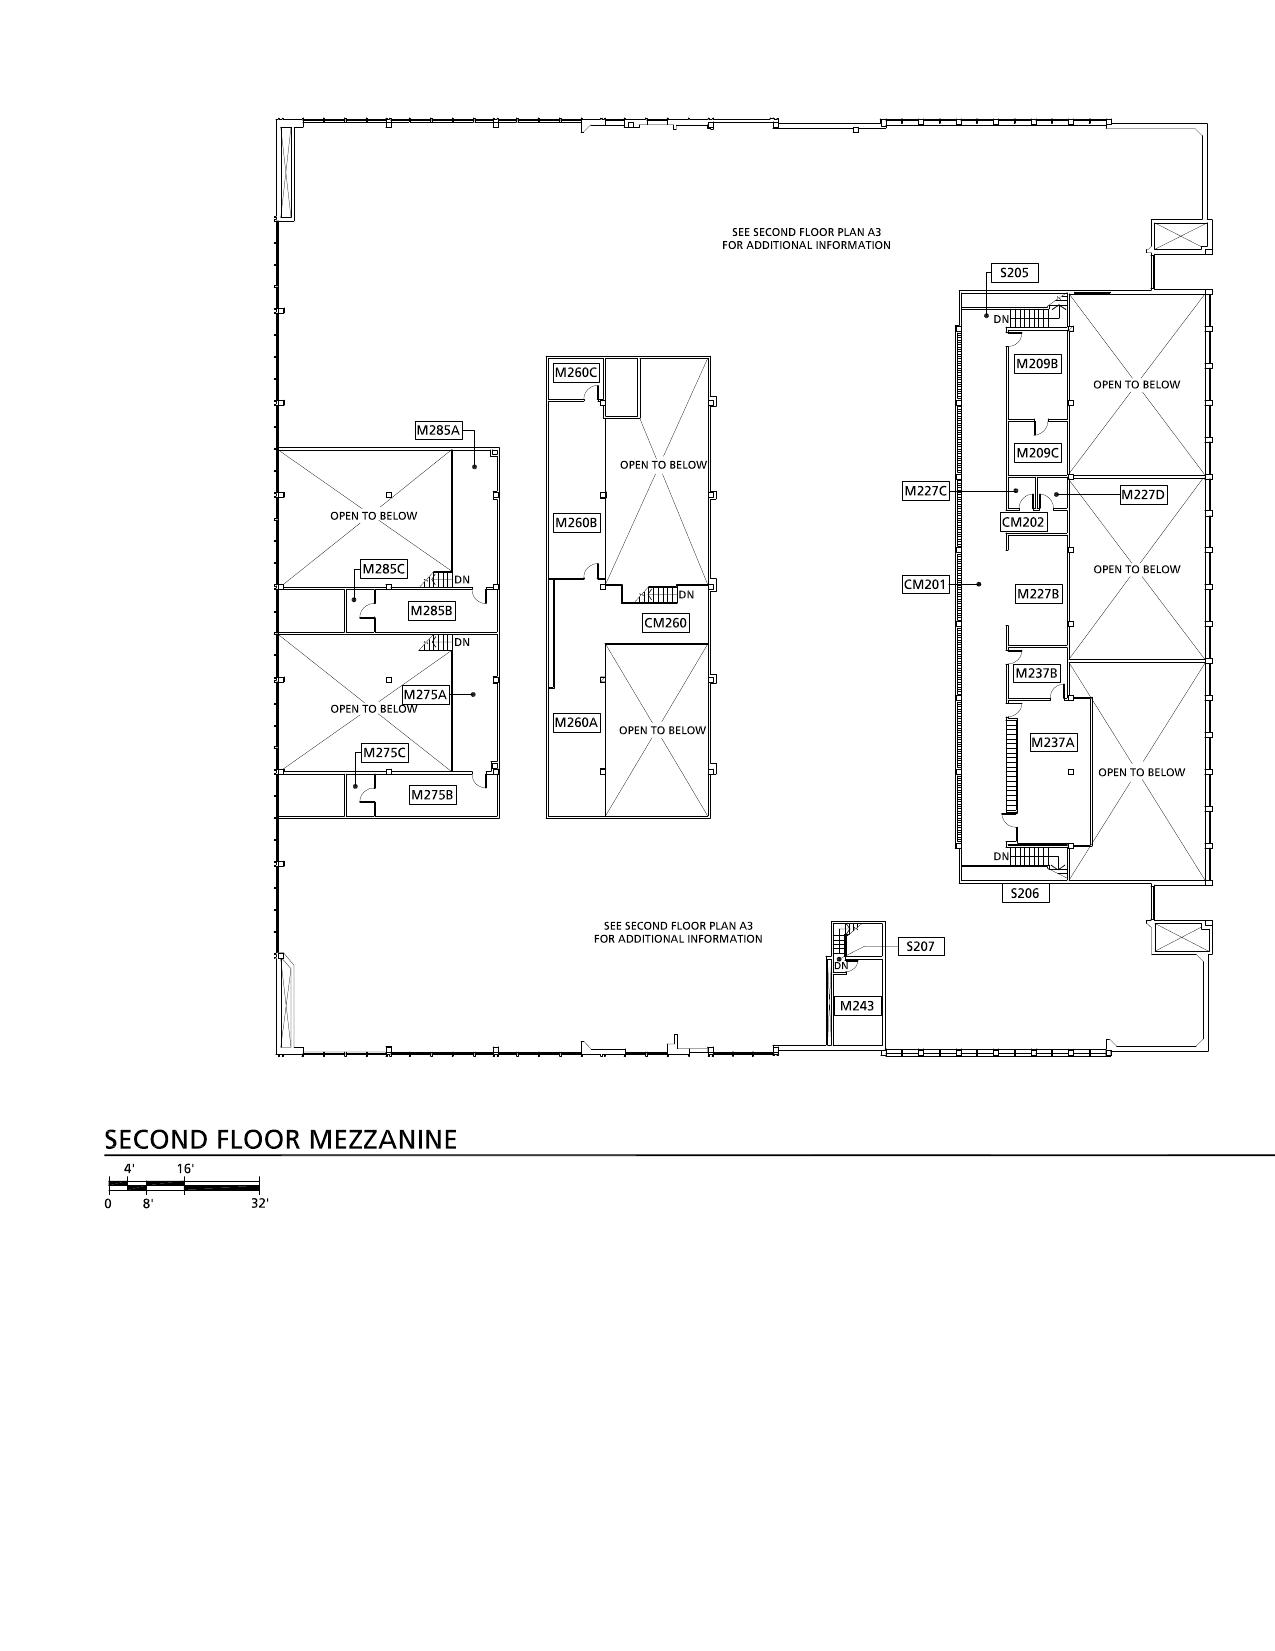 SEE SECOND FLOOR PLAN A3
FOR ADDITIONAL INFORMATION
S205
DN
M209B
M260C
OPEN TO BELOW
M285A
M209C
OPEN TO BELOW
M227C
M227D
OPEN TO BELOW
M260B
CM202
M285C
OPEN TO BELOW
DN
CM201
M227B
DN
M285B
CM260
DN
M237B
M275A
OPEN TO BELOW
M260A
OPEN TO BELOW
M237A
M275C
OPEN TO BELOW
M275B
DN
S206
SEE SECOND FLOOR PLAN A3
FOR ADDITIONAL INFORMATION
S207
DN
M243
SECOND FLOOR MEZZANINE
4' 16'
0 8' 32'